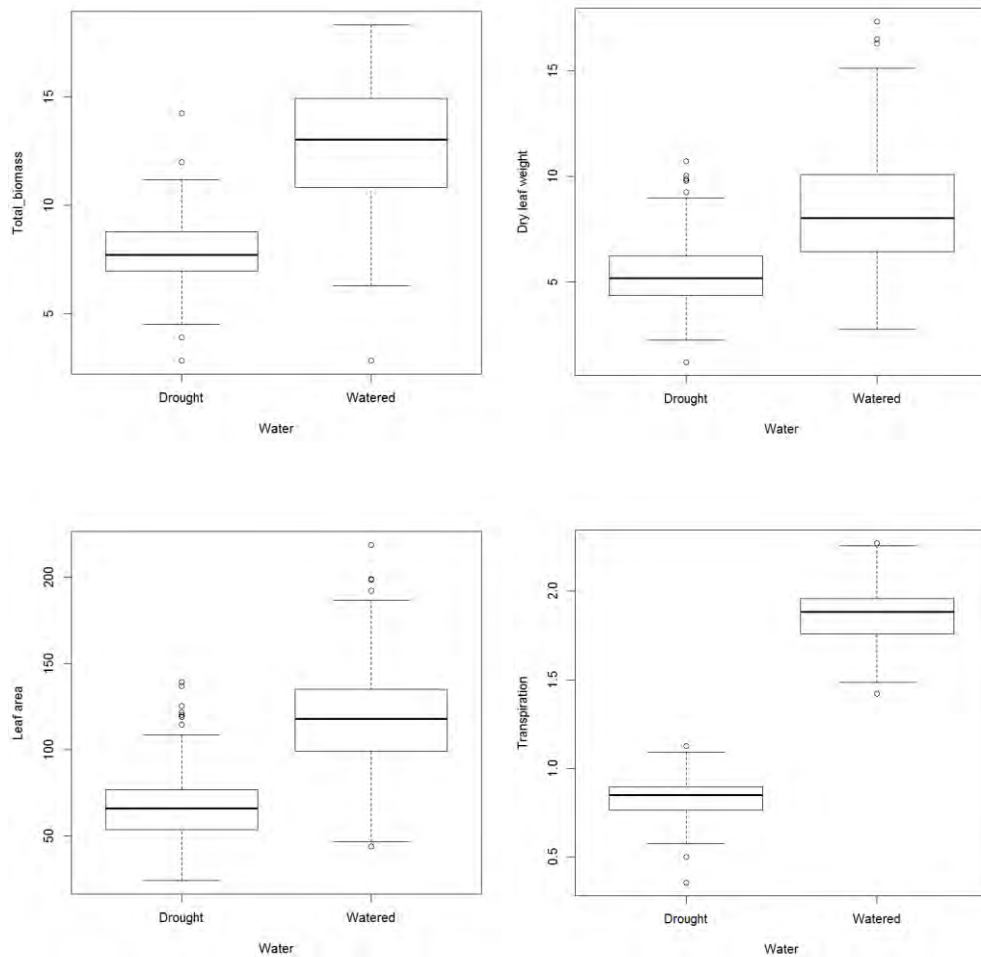 Total_biomass
15
10
5
Drought Watered
Water
Dry leaf weight
15
10
5
Drought Watered
Water
Leaf area
200
150
100
50
Drought Watered
Water
Transpiration
2.0
1.5
1.0
0.5
Drought Watered
Water